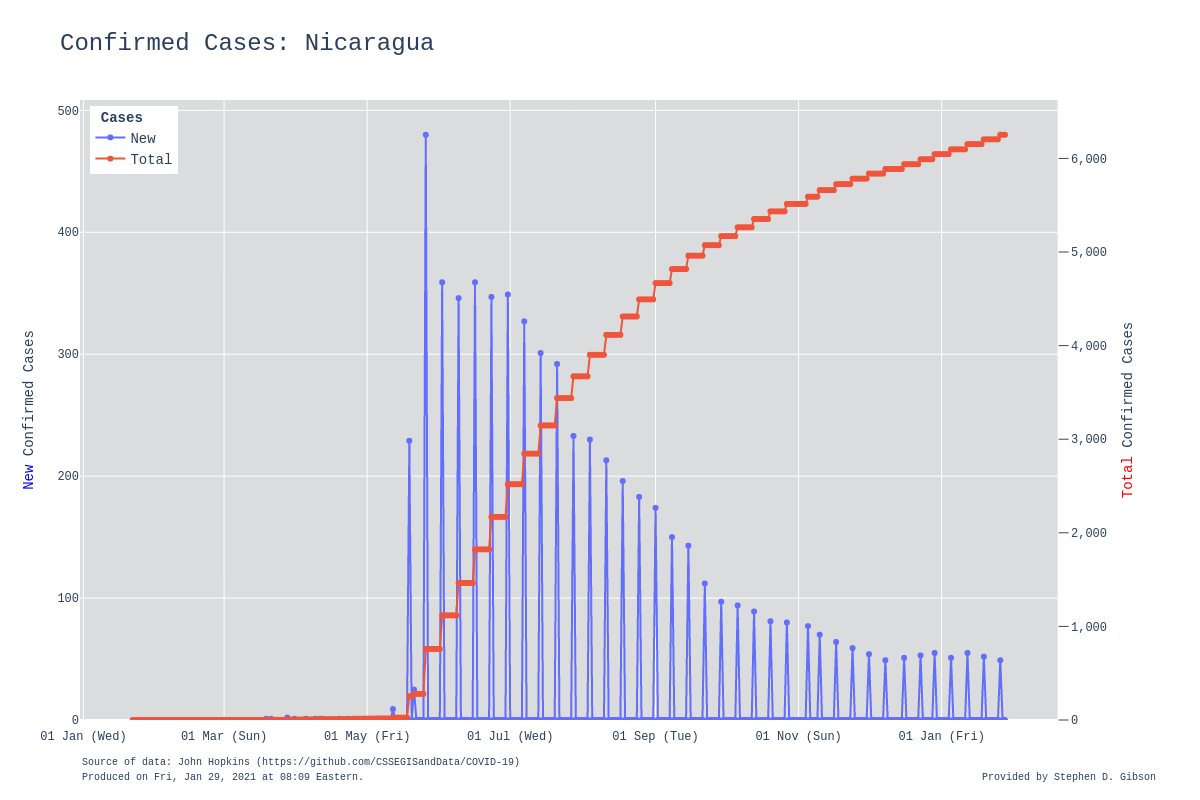 Confirmed Cases: Nicaragua
Cases
New
Total
500
400
300
200
100
0
6,000
5,000
4,000
3,000
2,000
1,000
0
New Confirmed Cases
Total Confirmed Cases
01 Jan (Wed) 01 Mar (Sun) 01 May (Fri) 01 Jul (Wed) 01 Sep (Tue) 01 Nov (Sun) 01 Jan (Fri)
Source of data: John Hopkins (https://github.com/CSSEGISandData/COVID-19)
Produced on Fri, Jan 29, 2021 at 08:09 Eastern.
Provided by Stephen D. Gibson